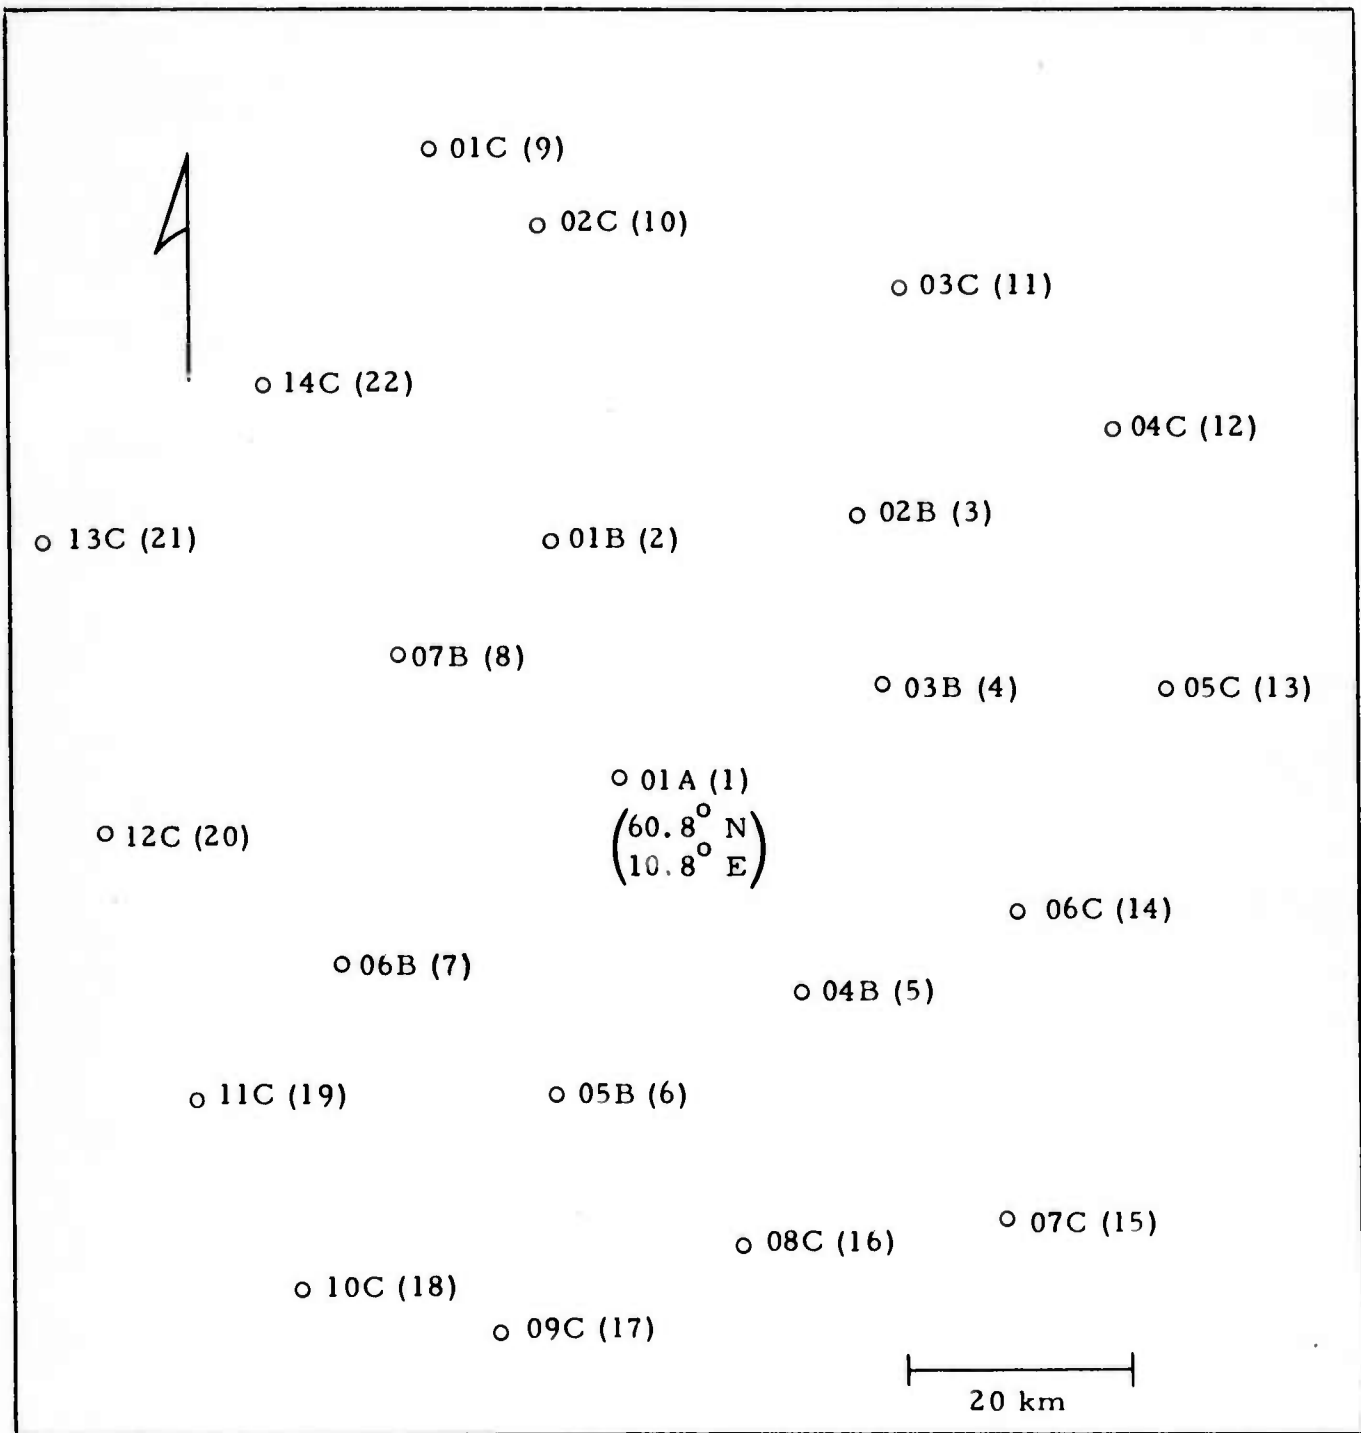 01C (9)
02C (10)
03C (11)
14C (22)
04C (12)
02B (3)
13C (21)
01B (2)
07B (8)
03B (4)
05C (13)
01A (1)
(60.8° N
10.8° E)
12C (20)
06C (14)
06B (7)
04B (5)
11C (19)
05B (6)
07C (15)
08C (16)
10C (18)
09C (17)
20 km